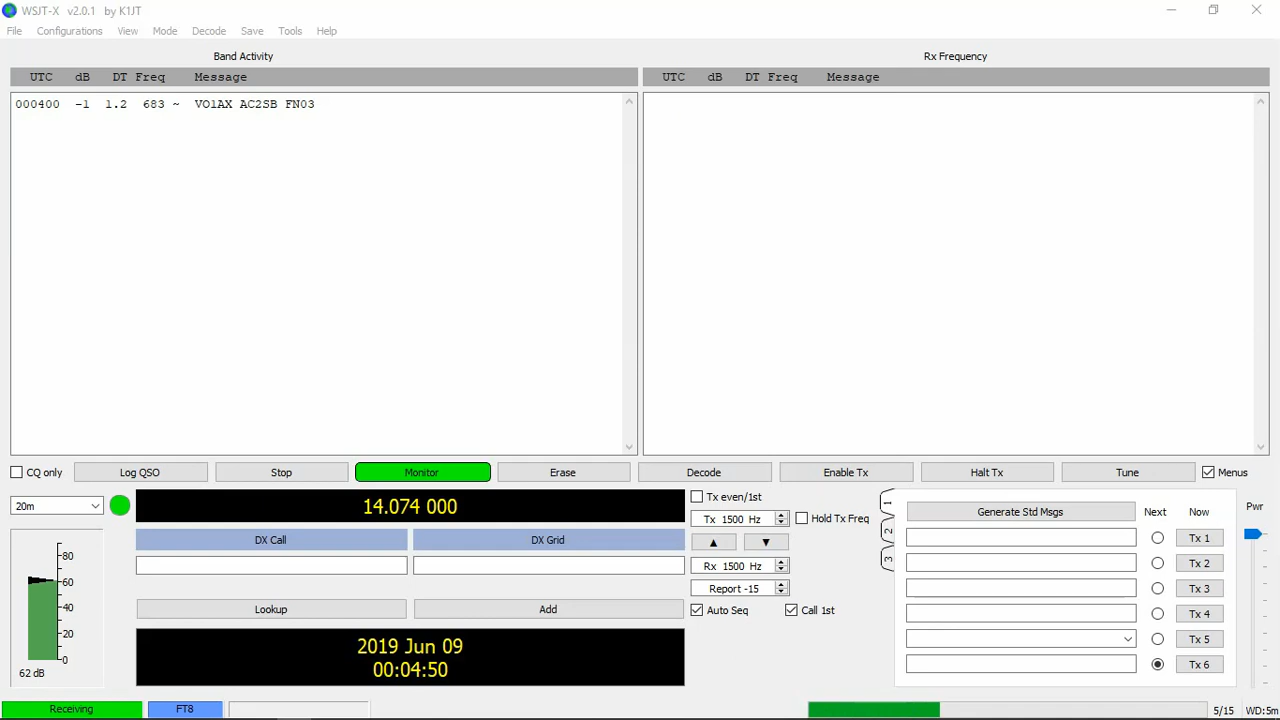 WSJT-X v2.0.1 by K1JT
File Configurations View Mode Decode Save Tools Help
Band Activity Rx Frequency
UTC dB DT Freq Message UTC dB DT Freq Message
000400 -1 1.2 683 ~ VO1AX AC2SB FN03
CQ only Log QSO Stop Monitor Erase Decode Enable Tx Halt Tx Tune Menus
20m 14.074 000 Tx even/1st 1 Generate Std Msgs Next Now Pwr
Tx 1500 Hz Hold Tx Freq
DX Call DX Grid 2 Tx 1
80 Rx 1500 Hz 3 Tx 2
60 Report -15 Tx 3
40 Lookup Add Auto Seq Call 1st Tx 4
20 2019 Jun 09 Tx 5
0 00:04:50 Tx 6
62 dB
Receiving FT8 5/15 WD:5m